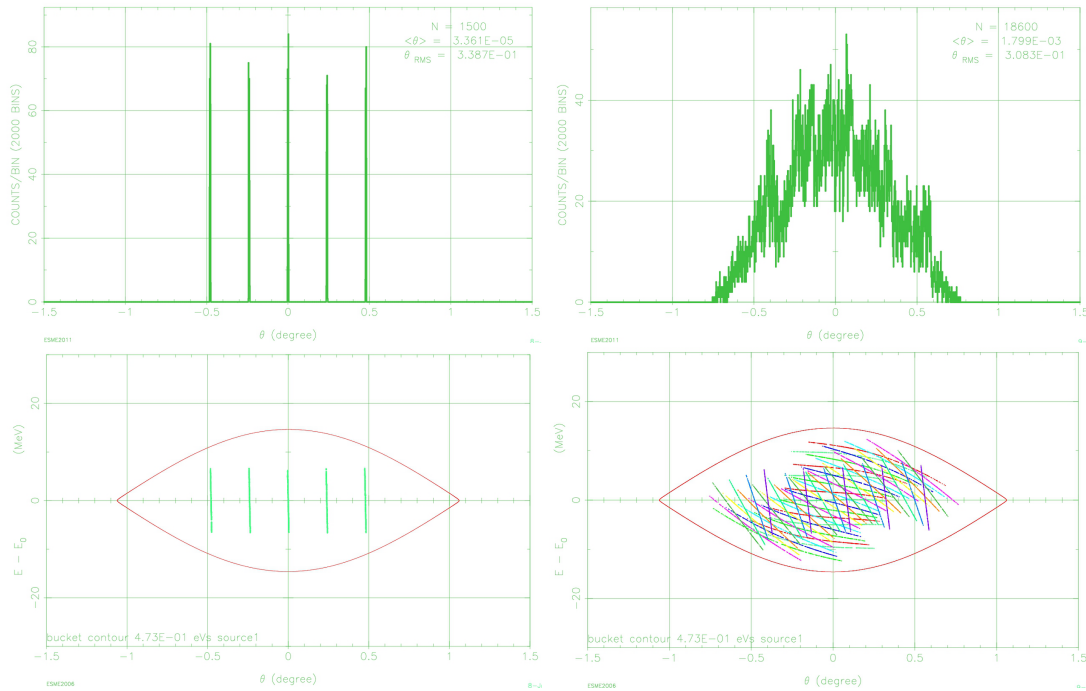 N = 1500
<θ> = 3.361E-05
θ RMS = 3.387E-01
COUNTS/BIN (2000 BINS)
80
60
40
20
0
-1.5
-1
-0.5
0
0.5
1
1.5
θ (degree)
ESME2011
N = 18600
<θ> = 1.799E-03
θ RMS = 3.083E-01
COUNTS/BIN (2000 BINS)
40
20
0
-1.5
-1
-0.5
0
0.5
1
1.5
θ (degree)
ESME2011
(MeV)
E - E0
20
0
-20
bucket contour 4.73E-01 eVs source1
-1.5
-1
-0.5
0
0.5
1
1.5
θ (degree)
ESME2006
(MeV)
E - E0
20
0
-20
bucket contour 4.73E-01 eVs source1
-1.5
-1
-0.5
0
0.5
1
1.5
θ (degree)
ESME2006